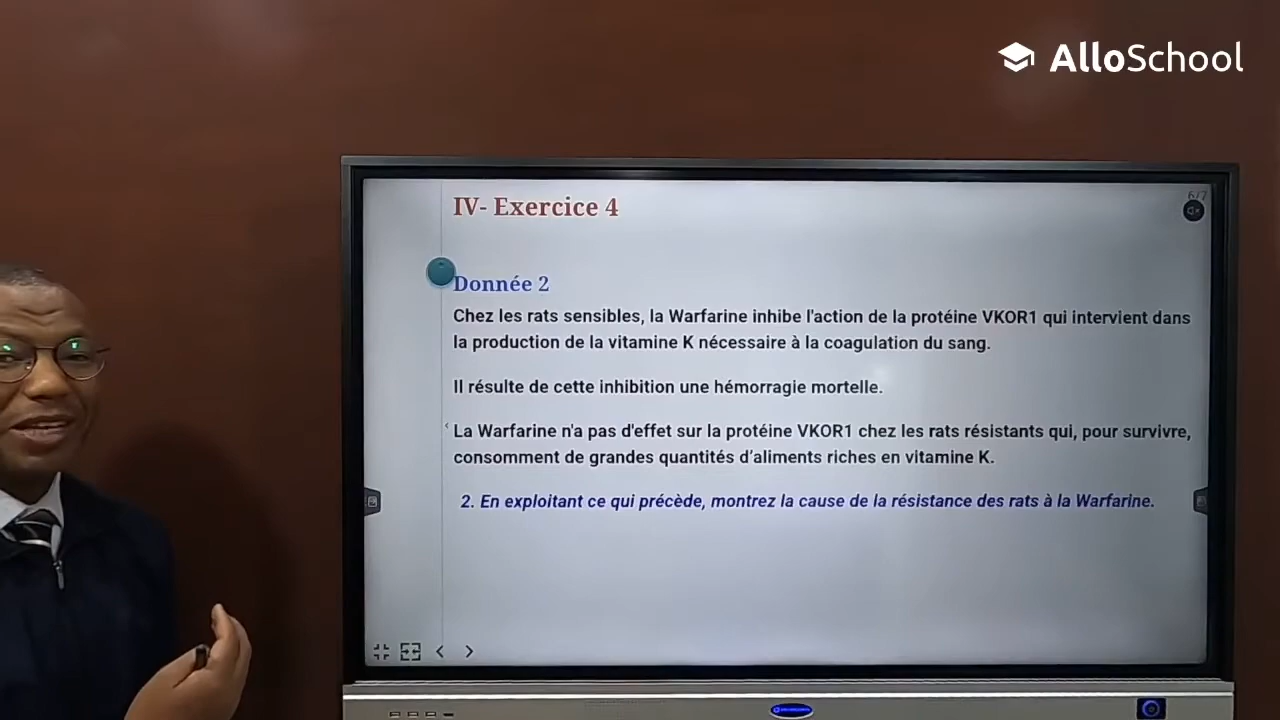 AlloSchool
6/7
IV- Exercice 4
Donnée 2
Chez les rats sensibles, la Warfarine inhibe l'action de la protéine VKOR1 qui intervient dans
la production de la vitamine K nécessaire à la coagulation du sang.
Il résulte de cette inhibition une hémorragie mortelle.
La Warfarine n'a pas d'effet sur la protéine VKOR1 chez les rats résistants qui, pour survivre,
consomment de grandes quantités d'aliments riches en vitamine K.
2. En exploitant ce qui précède, montrez la cause de la résistance des rats à la Warfarine.